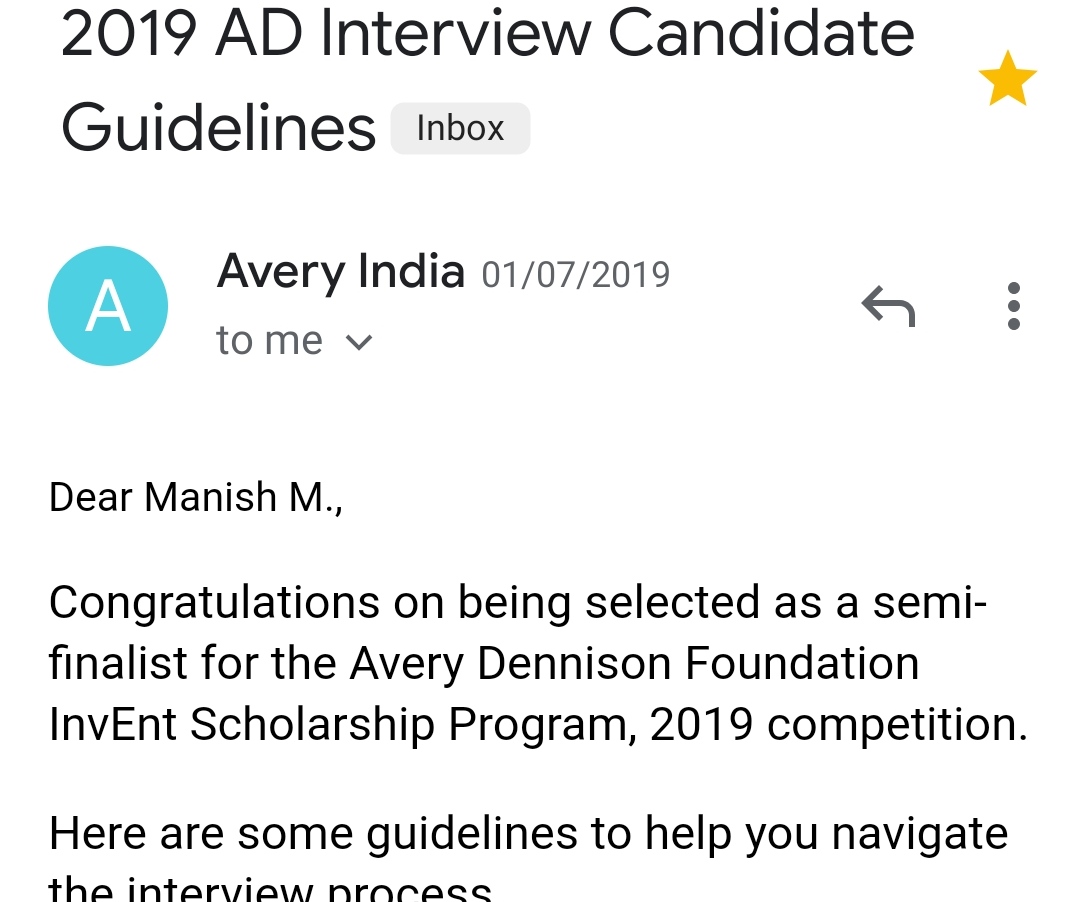 2019 AD Interview Candidate
Guidelines Inbox
A
Avery India 01/07/2019
to me
Dear Manish M.,
Congratulations on being selected as a semi-
finalist for the Avery Dennison Foundation
InvEnt Scholarship Program, 2019 competition.
Here are some guidelines to help you navigate
the interview process